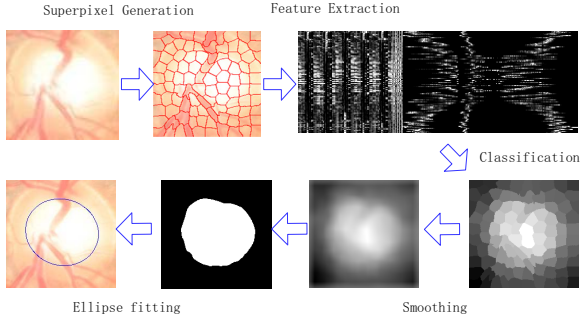 Superpixel Generation
Feature Extraction
Classification
Ellipse fitting
Smoothing